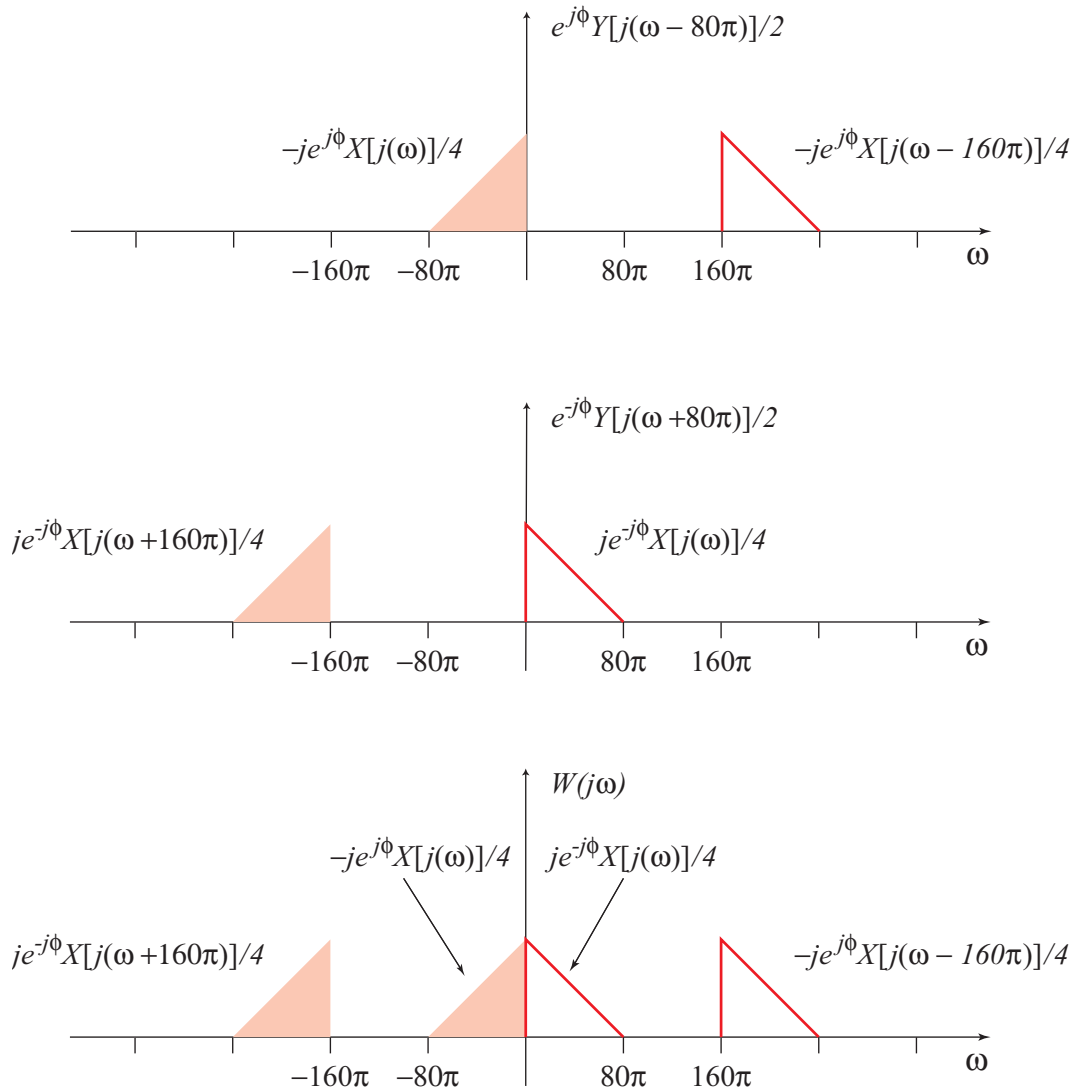 e^{jϕ}Y[j(ω − 80π)]/2
−je^{jϕ}X[j(ω)]/4
−je^{jϕ}X[j(ω − 160π)]/4
−160π −80π 80π 160π
ω
e^{-jϕ}Y[j(ω +80π)]/2
je^{-jϕ}X[j(ω +160π)]/4
je^{-jϕ}X[j(ω)]/4
−160π −80π 80π 160π
ω
W(jω)
−je^{jϕ}X[j(ω)]/4 je^{-jϕ}X[j(ω)]/4
je^{-jϕ}X[j(ω +160π)]/4
−je^{jϕ}X[j(ω − 160π)]/4
−160π −80π 80π 160π
ω